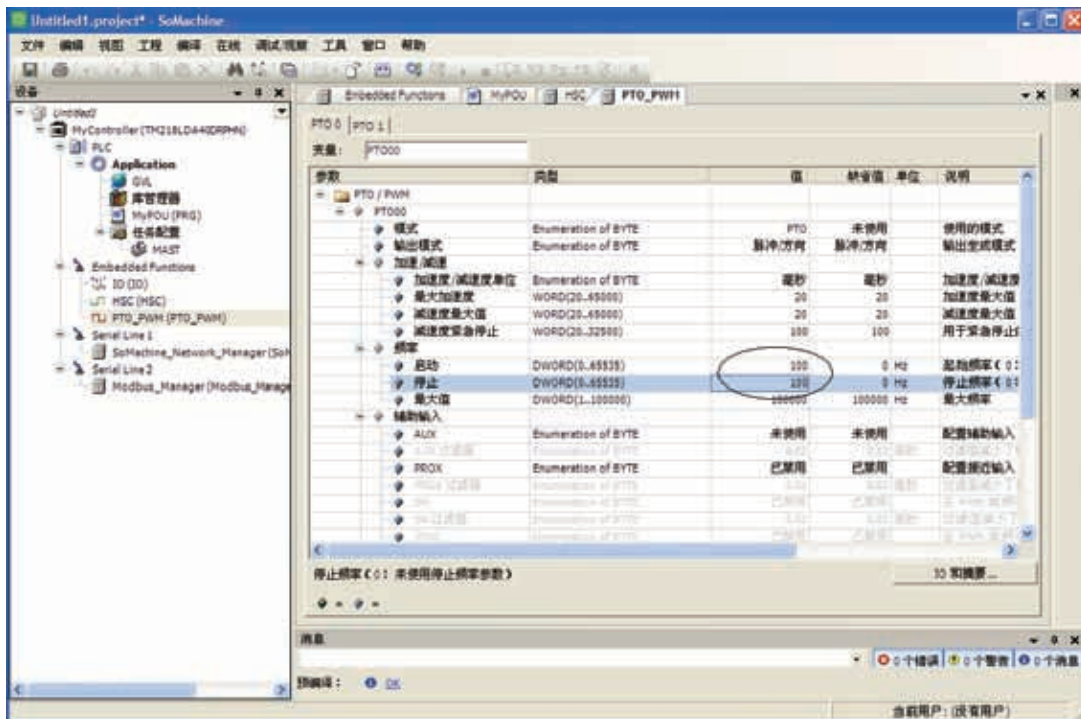 Untitled1.project* - SoMachine
文件 编辑 视图 工程 编译 在线 调试/观察 工具 窗口 帮助
设备
Untitled1
MyController (TM218LDA40DRPHN)
PLC
Application
GVL
库管理器
MyPOU (PRG)
任务配置
MAST
Embedded Functions
IO (IO)
HSC (HSC)
PTO_PWM (PTO_PWM)
Serial Line 1
SoMachine_Network_Manager (SoM
Serial Line 2
Modbus_Manager (Modbus_Manage
Embedded Functions MyPOU HSC PTO_PWM
PTO 0 PTO 1
变量: PTO00
参数 类型 值 缺省值 单位 说明
PTO / PWM
PTO00
模式 Enumeration of BYTE PTO 未使用 使用的模式
输出模式 Enumeration of BYTE 脉冲/方向 脉冲/方向 输出生成模式
加速/减速
加速度/减速度单位 Enumeration of BYTE 毫秒 毫秒 加速度/减速度
最大加速度 WORD(20..65000) 20 20 加速度最大值
减速度最大值 WORD(20..65000) 20 20 减速度最大值
减速度紧急停止 WORD(20..32500) 100 100 用于紧急停止
频率
启动 DWORD(0..65535) 100 0 Hz 起始频率 (0:
停止 DWORD(0..65535) 100 0 Hz 停止频率 (0:
最大值 DWORD(1..100000) 100000 100000 Hz 最大频率
辅助输入
AUX Enumeration of BYTE 未使用 未使用 配置辅助输入
PROX Enumeration of BYTE 已禁用 已禁用 配置接近输入
停止频率 (0: 未使用停止频率参数)
IO 和摘要...
消息
0 个错误 0 个警告 0 个消息
预编译: OK
当前用户: (没有用户)